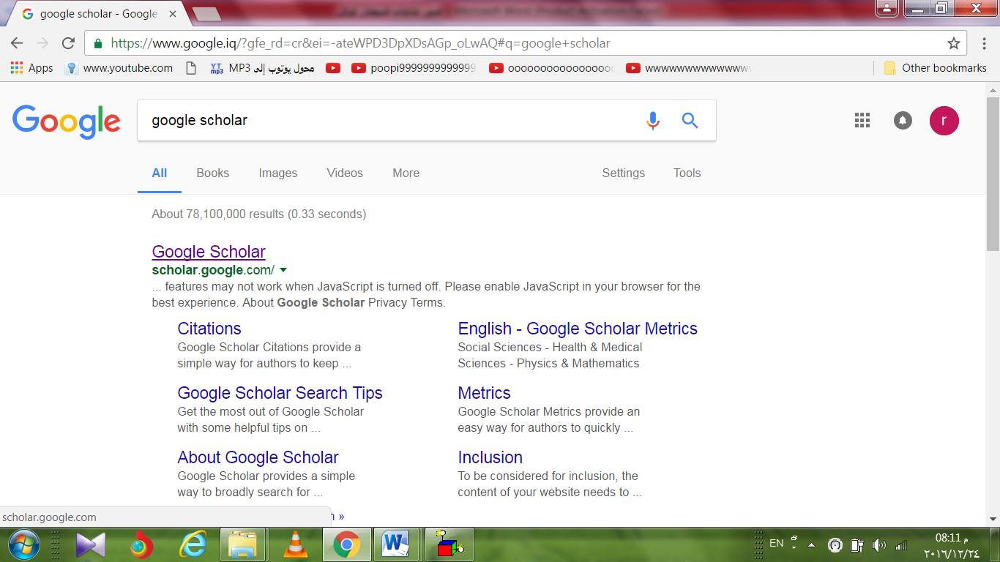 google scholar - Google
https://www.google.iq/?gfe_rd=cr&ei=-ateWPD3DpXDsAGp_oLwAQ#q=google+scholar
Apps www.youtube.com YT mp3 محول يوتوب إلى MP3 poopi9999999999999 ooooooooooooooooo wwwwwwwwwwwwww Other bookmarks
Google google scholar r
All Books Images Videos More Settings Tools
About 78,100,000 results (0.33 seconds)
Google Scholar
scholar.google.com/
... features may not work when JavaScript is turned off. Please enable JavaScript in your browser for the
best experience. About Google Scholar Privacy Terms.
Citations
Google Scholar Citations provide a
simple way for authors to keep ...
English - Google Scholar Metrics
Social Sciences - Health & Medical
Sciences - Physics & Mathematics
Google Scholar Search Tips
Get the most out of Google Scholar
with some helpful tips on ...
Metrics
Google Scholar Metrics provide an
easy way for authors to quickly ...
About Google Scholar
Google Scholar provides a simple
way to broadly search for ...
Inclusion
To be considered for inclusion, the
content of your website needs to ...
scholar.google.com
»
EN
08:11 م
٢٠١٦/١٢/٢٤